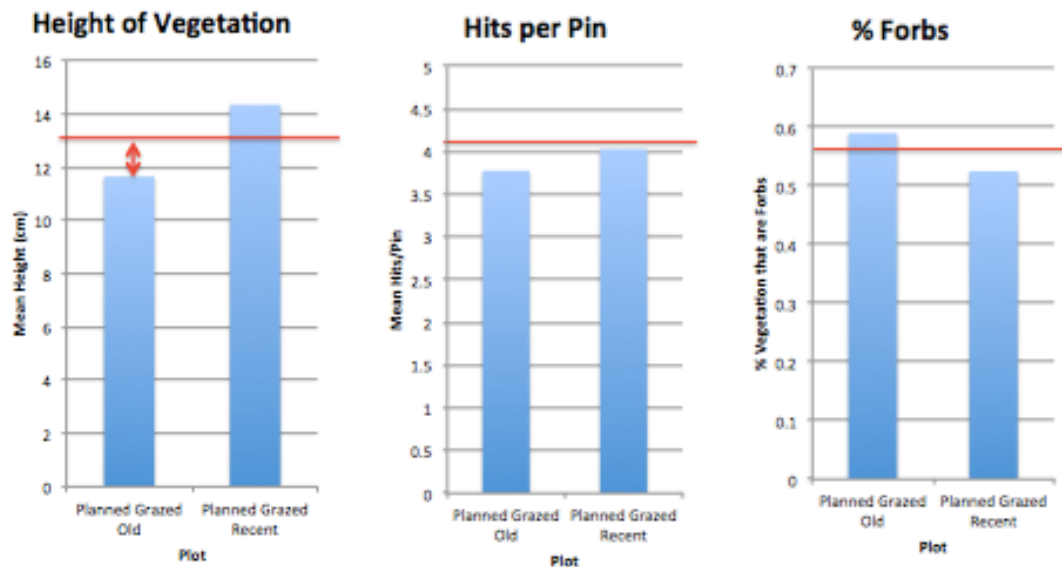 Height of Vegetation
Mean Height (cm)
16
14
12
10
8
6
4
2
0
Planned Grazed
Old
Planned Grazed
Recent
Plot
Hits per Pin
Mean Hits/Pin
5
4.5
4
3.5
3
2.5
2
1.5
1
0.5
0
Planned Grazed
Old
Planned Grazed
Recent
Plot
% Forbs
% Vegetation that are Forbs
0.7
0.6
0.5
0.4
0.3
0.2
0.1
0
Planned Grazed
Old
Planned Grazed
Recent
Plot